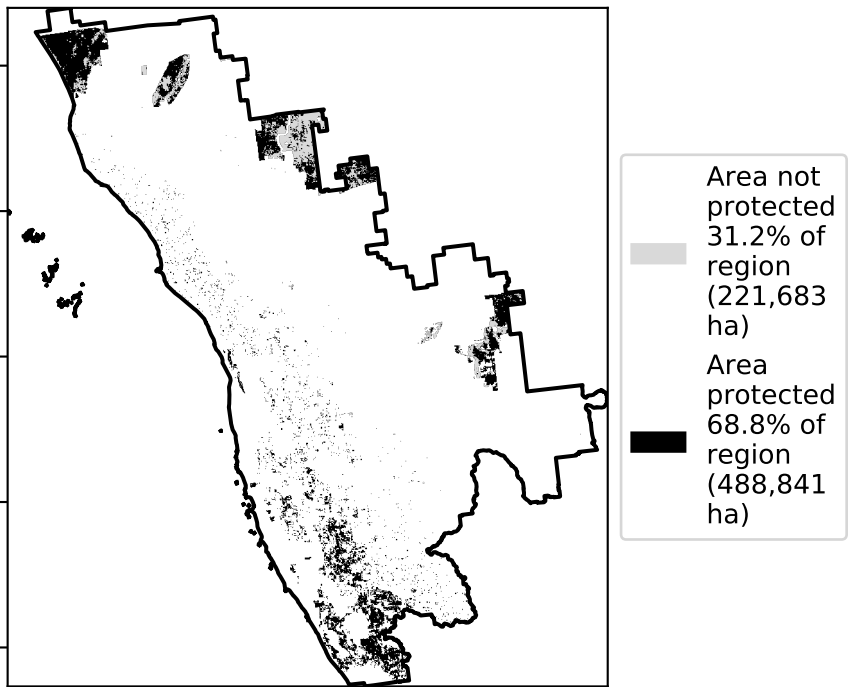 Area not
protected
31.2% of
region
(221,683
ha)
Area
protected
68.8% of
region
(488,841
ha)